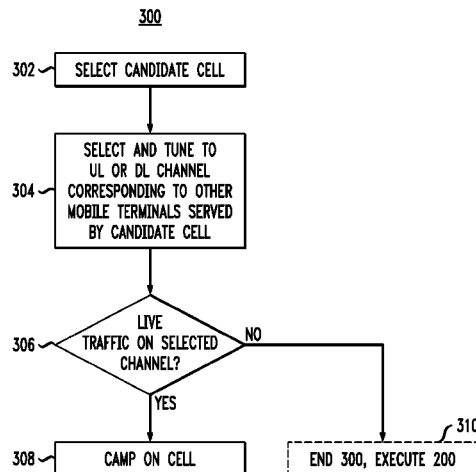 300
302
SELECT CANDIDATE CELL
304
SELECT AND TUNE TO
UL OR DL CHANNEL
CORRESPONDING TO OTHER
MOBILE TERMINALS SERVED
BY CANDIDATE CELL
306
LIVE
TRAFFIC ON SELECTED
CHANNEL?
NO
YES
310
308
CAMP ON CELL
END 300, EXECUTE 200